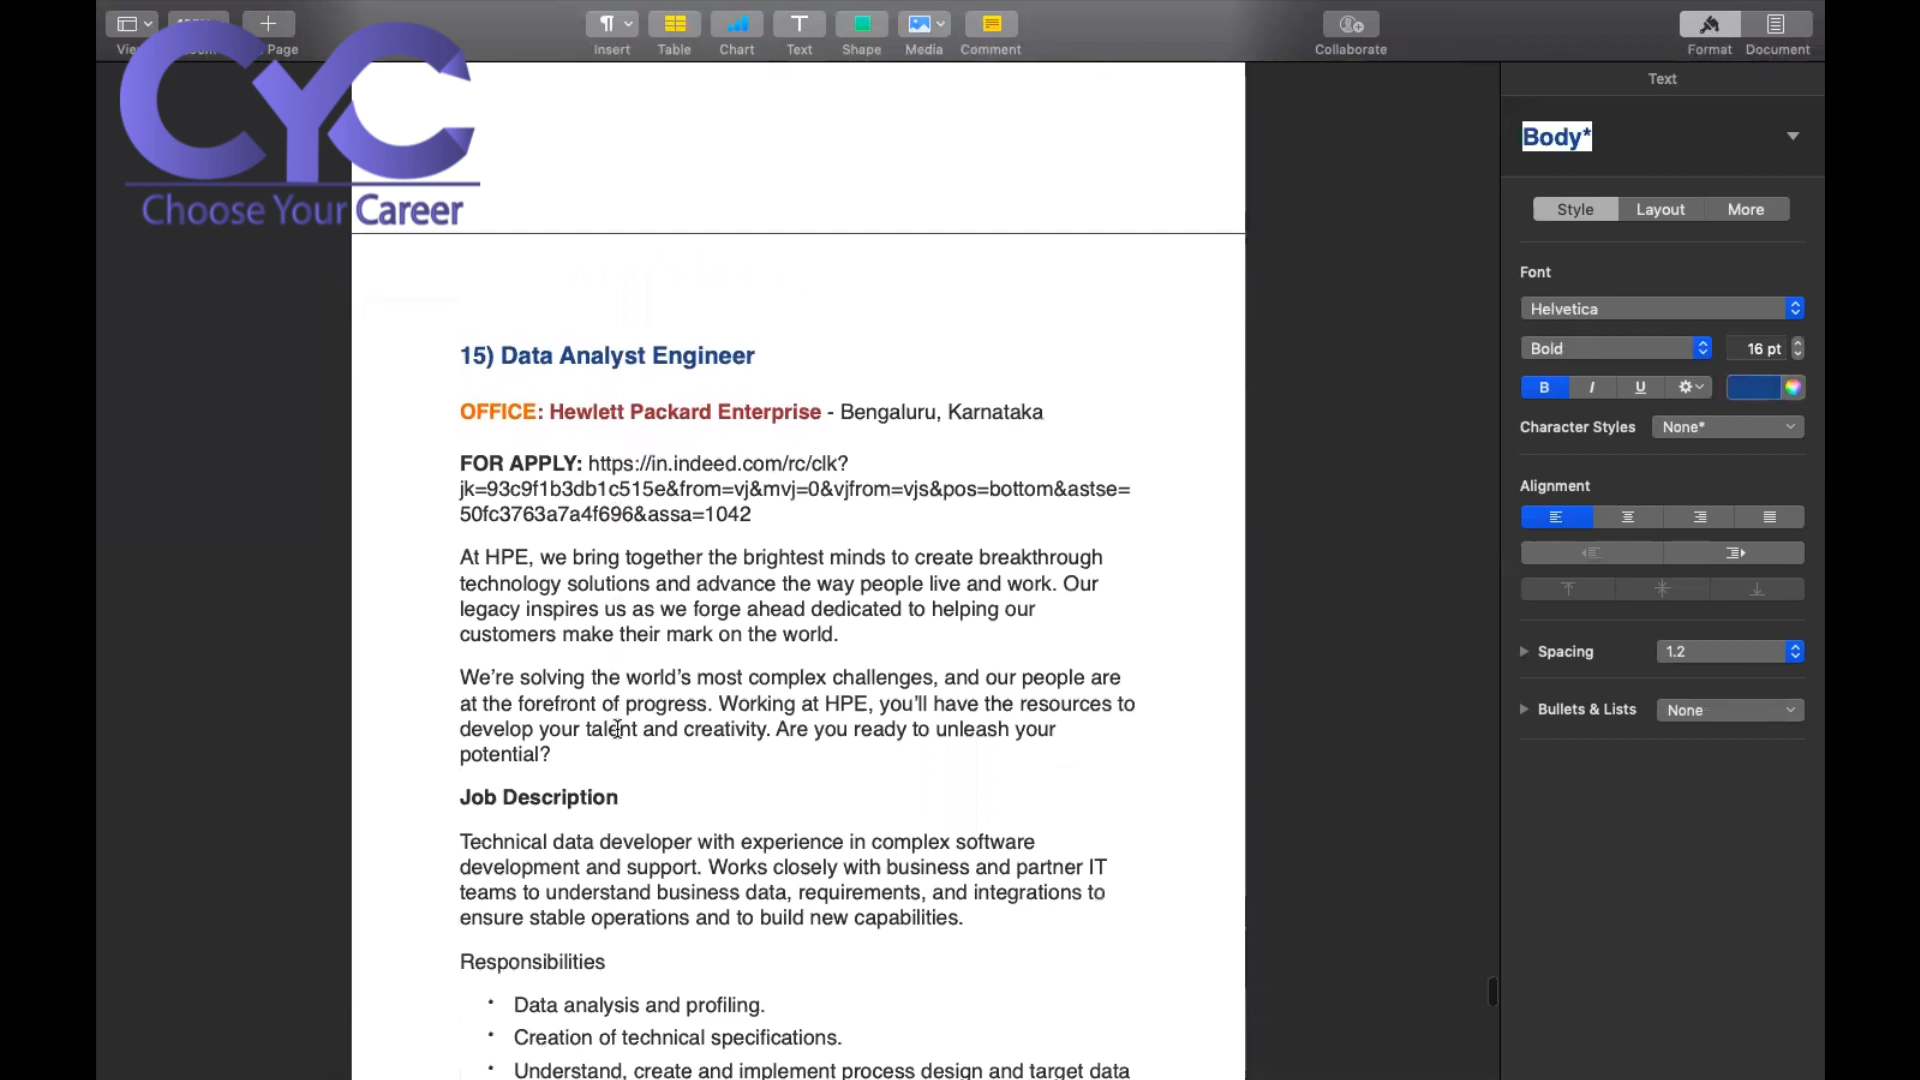 View
Page
Insert
Table
Chart
Text
Shape
Media
Comment
Collaborate
Format
Document
CYC
Choose Your Career
Text
Body*
Style
Layout
More
Font
Helvetica
Bold
16 pt
B
I
U
Character Styles
None*
Alignment
Spacing
1.2
Bullets & Lists
None
15) Data Analyst Engineer
OFFICE: Hewlett Packard Enterprise - Bengaluru, Karnataka
FOR APPLY: https://in.indeed.com/rc/clk?
jk=93c9f1b3db1c515e&from=vj&mvj=0&vjfrom=vjs&pos=bottom&astse=
50fc3763a7a4f696&assa=1042
At HPE, we bring together the brightest minds to create breakthrough
technology solutions and advance the way people live and work. Our
legacy inspires us as we forge ahead dedicated to helping our
customers make their mark on the world.
We’re solving the world’s most complex challenges, and our people are
at the forefront of progress. Working at HPE, you’ll have the resources to
develop your talent and creativity. Are you ready to unleash your
potential?
Job Description
Technical data developer with experience in complex software
development and support. Works closely with business and partner IT
teams to understand business data, requirements, and integrations to
ensure stable operations and to build new capabilities.
Responsibilities
• Data analysis and profiling.
• Creation of technical specifications.
• Understand, create and implement process design and target data